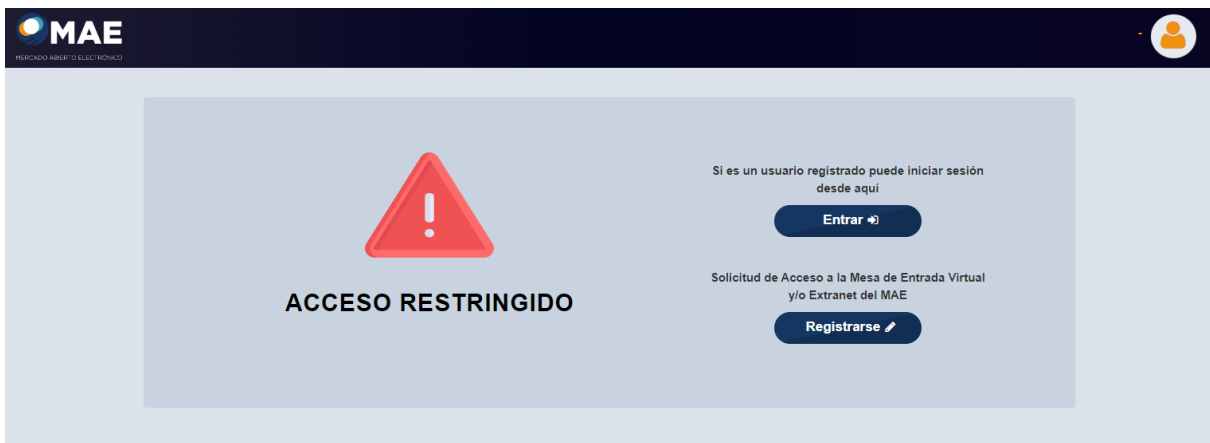 MAE
MERCADO ABIERTO ELECTRÓNICO
-
ACCESO RESTRINGIDO
Si es un usuario registrado puede iniciar sesión
desde aquí
Entrar
Solicitud de Acceso a la Mesa de Entrada Virtual
y/o Extranet del MAE
Registrarse